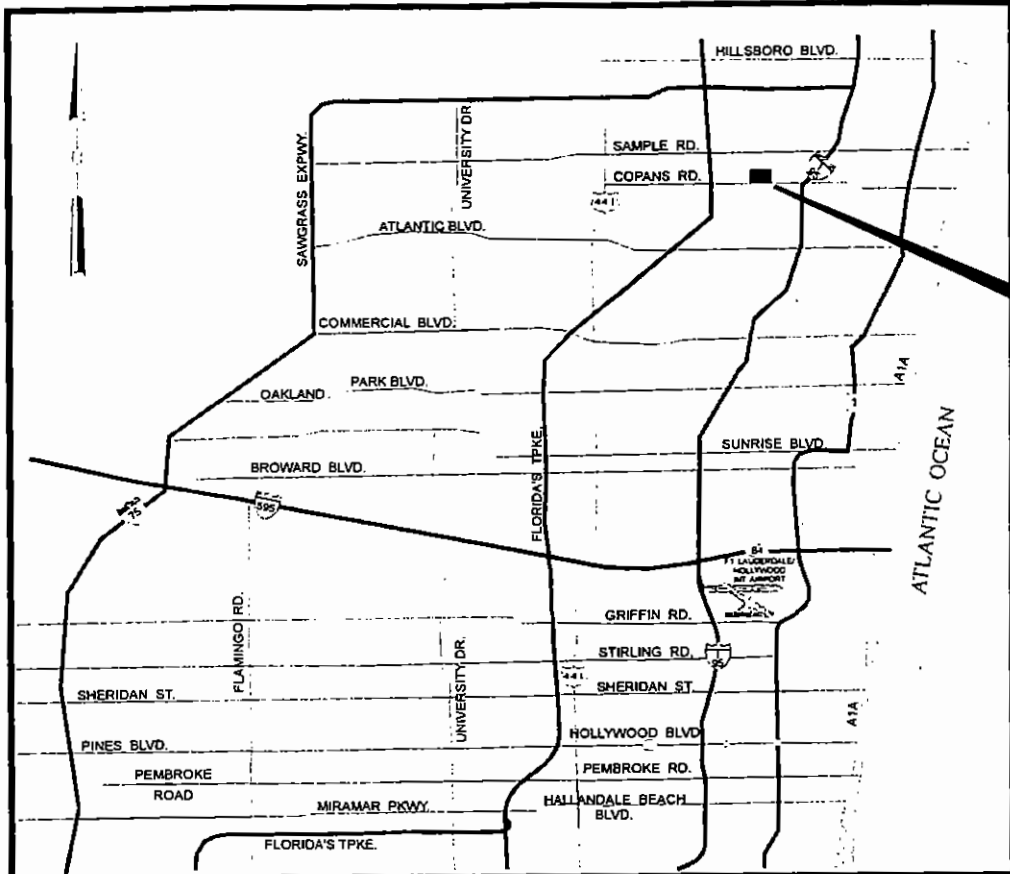 HILLSBORO BLVD.
SAWGRASS EXPWY.
UNIVERSITY DR.
SAMPLE RD.
COPANS RD.
441
ATLANTIC BLVD.
COMMERCIAL BLVD.
OAKLAND PARK BLVD.
A1A
SUNRISE BLVD.
BROWARD BLVD.
FLORIDA'S TPKE.
ATLANTIC OCEAN
75
595
84
FT LAUDERDALE/
HOLLYWOOD
INT AIRPORT
FLAMINGO RD.
GRIFFIN RD.
UNIVERSITY DR.
STIRLING RD.
95
441
SHERIDAN ST.
SHERIDAN ST.
A1A
PINES BLVD.
HOLLYWOOD BLVD
PEMBROKE
ROAD
PEMBROKE RD.
MIRAMAR PKWY.
HALLANDALE BEACH
BLVD.
FLORIDA'S TPKE.